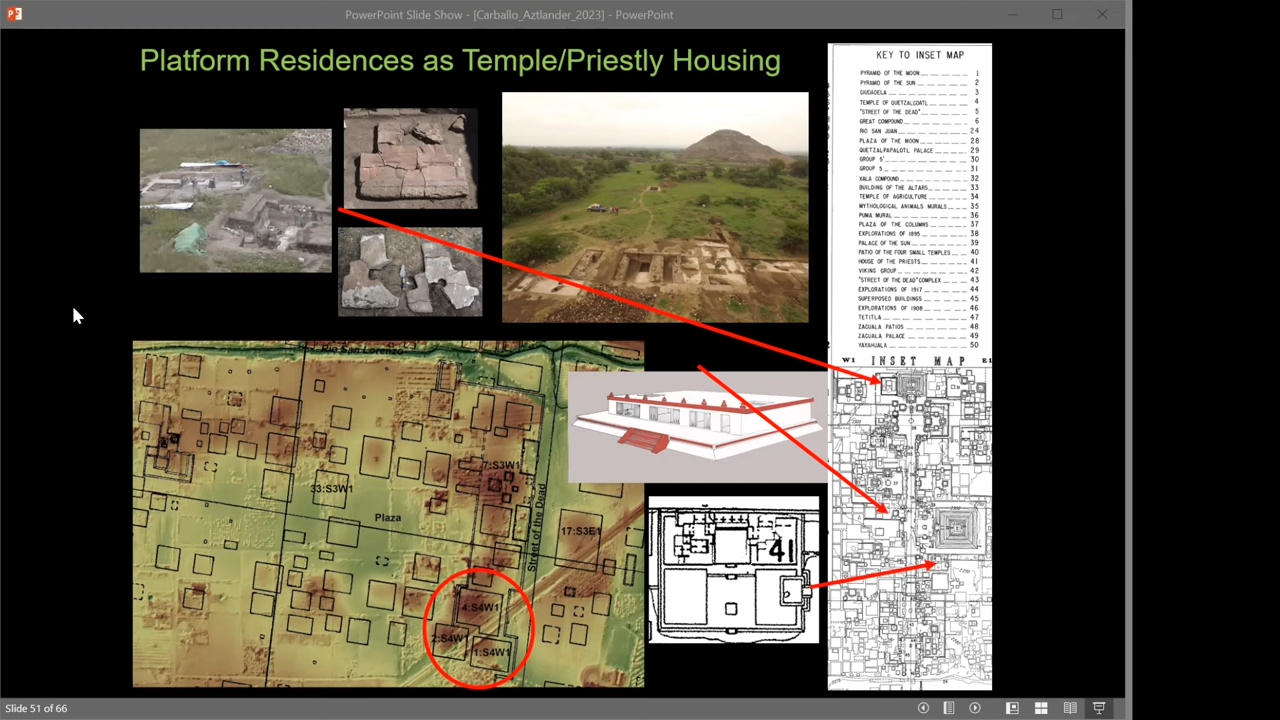 PowerPoint Slide Show - [Carballo_Aztlander_2023] - PowerPoint
Platform Residences as Temple/Priestly Housing
KEY TO INSET MAP
PYRAMID OF THE MOON 1
PYRAMID OF THE SUN 2
CIUDADELA 3
TEMPLE OF QUETZALCOATL 4
"STREET OF THE DEAD" 5
GREAT COMPOUND 6
RIO SAN JUAN 24
PLAZA OF THE MOON 28
QUETZALPAPALOTL PALACE 29
GROUP 5' 30
GROUP 5 31
XALA COMPOUND 32
BUILDING OF THE ALTARS 33
TEMPLE OF AGRICULTURE 34
MYTHOLOGICAL ANIMALS MURALS 35
PUMA MURAL 36
PLAZA OF THE COLUMNS 37
EXPLORATIONS OF 1895 38
PALACE OF THE SUN 39
PATIO OF THE FOUR SMALL TEMPLES 40
HOUSE OF THE PRIESTS 41
VIKING GROUP 42
"STREET OF THE DEAD" COMPLEX 43
EXPLORATIONS OF 1917 44
SUPERPOSED BUILDINGS 45
EXPLORATIONS OF 1908 46
TETITLA 47
ZACUALA PATIOS 48
ZACUALA PALACE 49
YAYAHUALA 50
W1 INSET MAP E1
7:S3W1
33:S3W1
Plaza
Street of the Dead
17:S3E1
4:S4W1
2:S4W1
1:S4W1
41
Slide 51 of 66